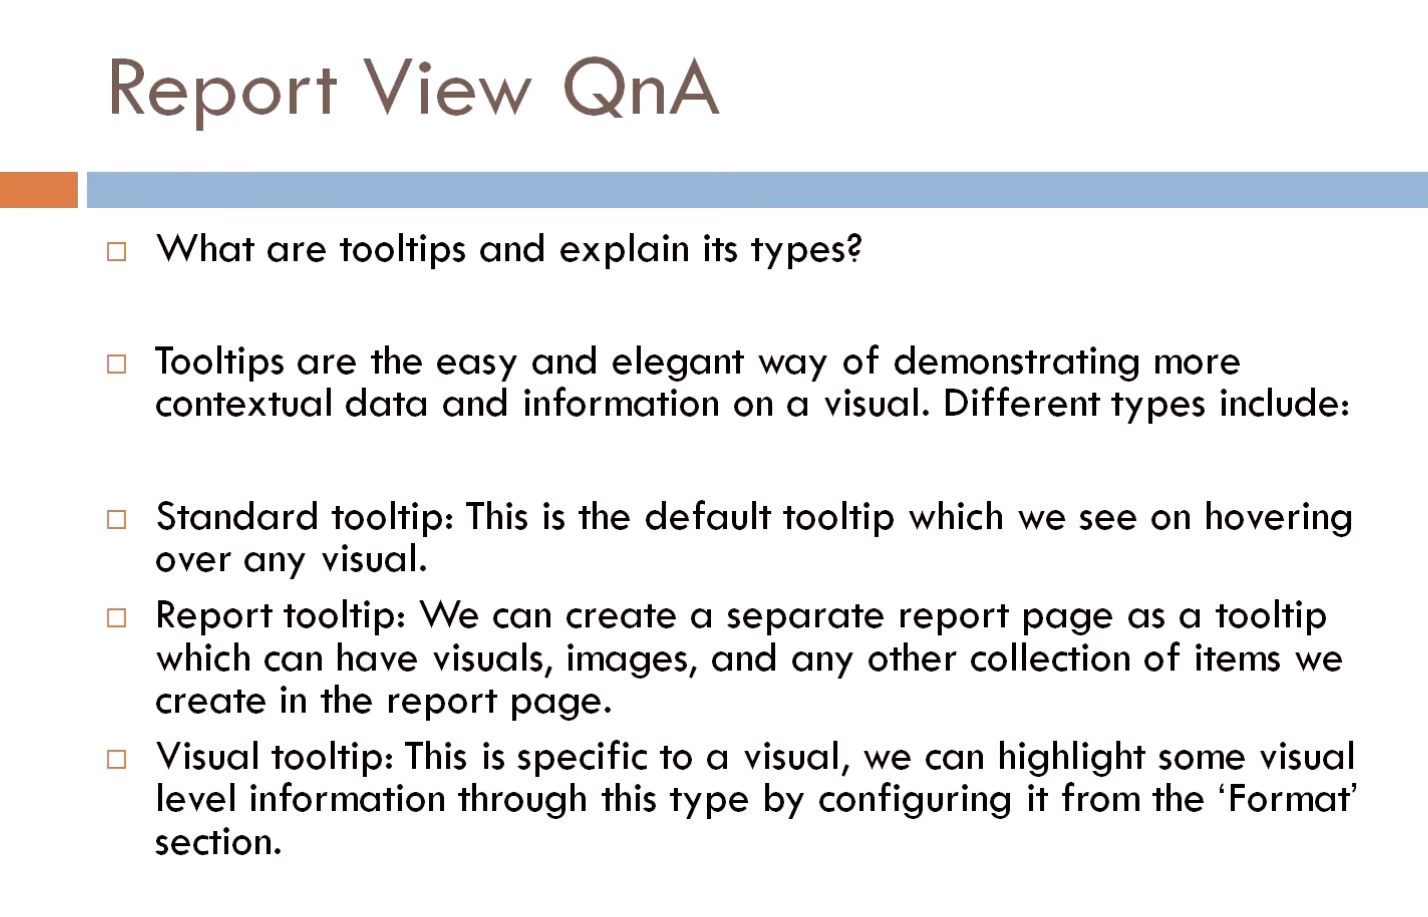 Report View QnA
What are tooltips and explain its types?
Tooltips are the easy and elegant way of demonstrating more
contextual data and information on a visual. Different types include:
Standard tooltip: This is the default tooltip which we see on hovering
over any visual.
Report tooltip: We can create a separate report page as a tooltip
which can have visuals, images, and any other collection of items we
create in the report page.
Visual tooltip: This is specific to a visual, we can highlight some visual
level information through this type by configuring it from the ‘Format’
section.